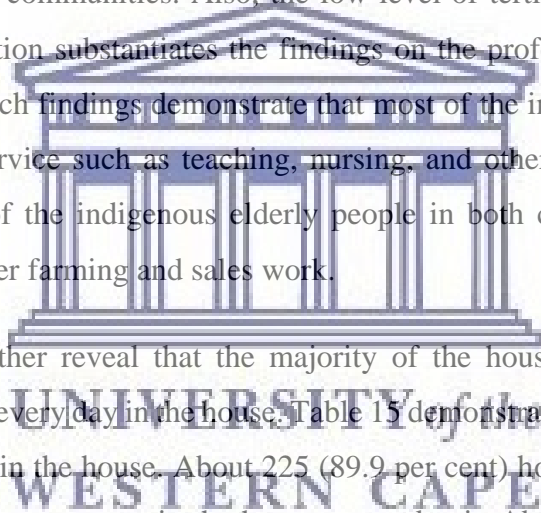 communities. Also, the low level of terti
tion substantiates the findings on the prof
ch findings demonstrate that most of the in
rvice such as teaching, nursing, and other
f the indigenous elderly people in both c
er farming and sales work.
ther reveal that the majority of the hous
every day in the house. Table 15 demonstra
UNIVERSITY of the
in the house. About 225 (89.9 per cent) ho
WESTERN CAPE